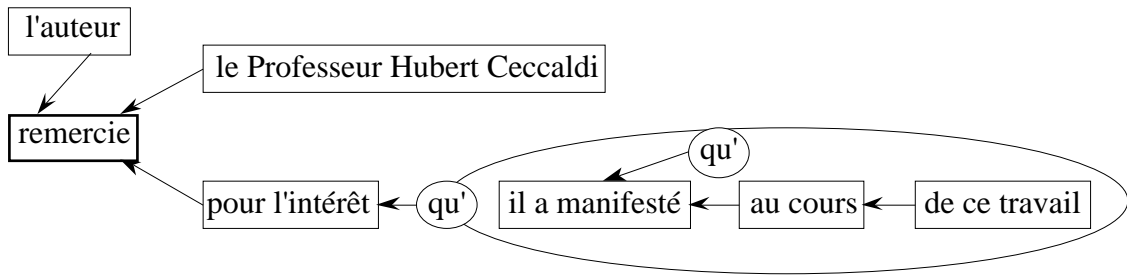 l'auteur
le Professeur Hubert Ceccaldi
remercie
qu'
pour l'intérêt
qu'
il a manifesté
au cours
de ce travail